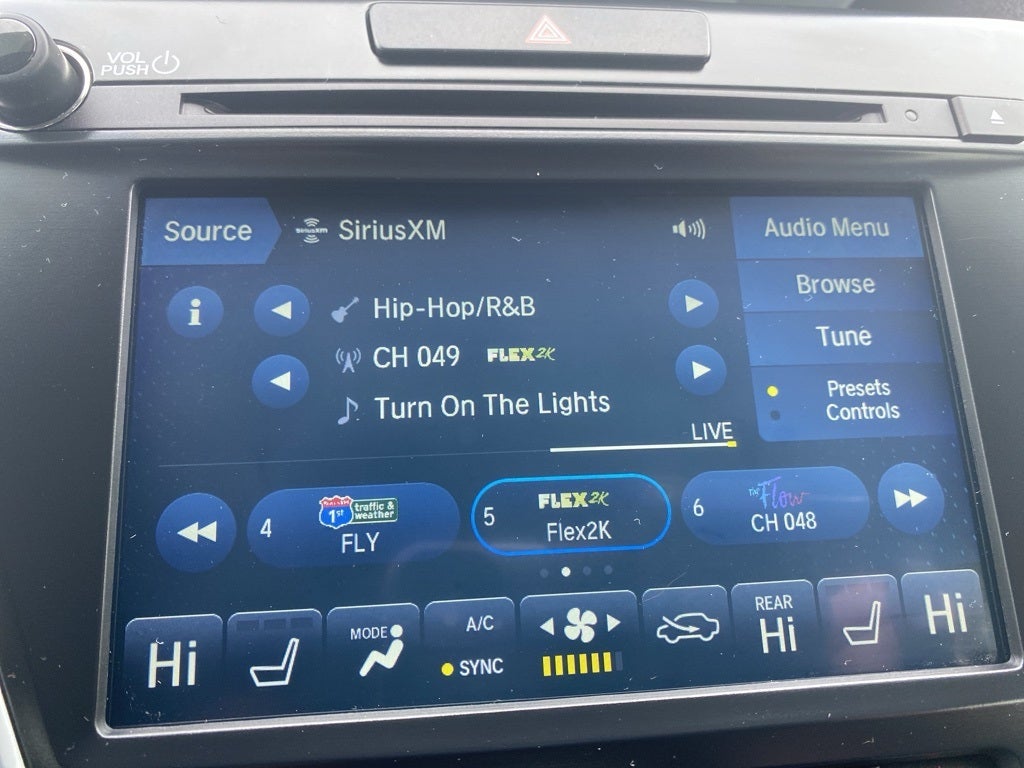 VOL
PUSH
Source
SiriusXM
SiriusXM
Audio Menu
Browse
Tune
Presets
Controls
i
Hip-Hop/R&B
CH 049 FLEX2K
Turn On The Lights
LIVE
4
1st
traffic &
weather
FLY
5
FLEX2K
Flex2K
6
The Flow
CH 048
Hi
MODE
A/C
SYNC
REAR
Hi
Hi